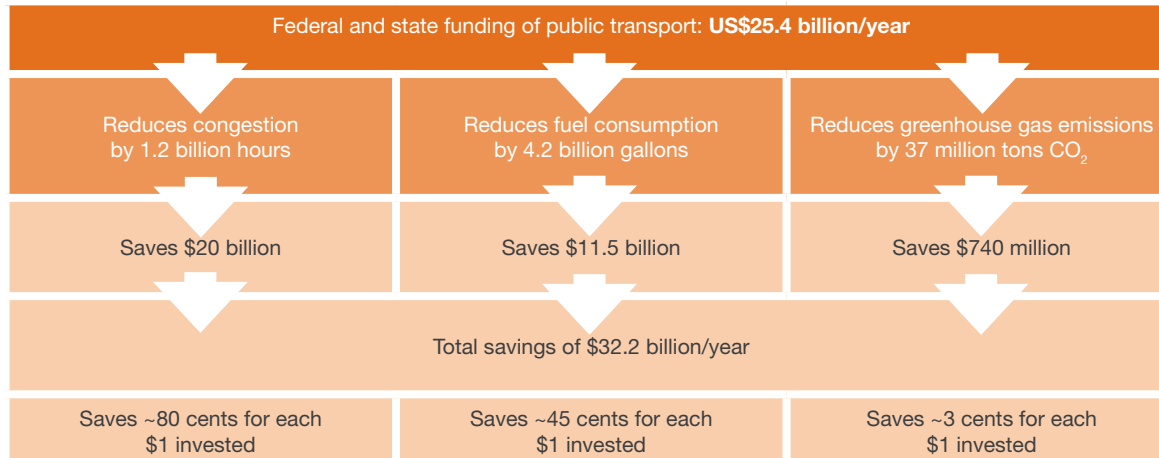 Federal and state funding of public transport: US$25.4 billion/year
Reduces congestion
by 1.2 billion hours
Reduces fuel consumption
by 4.2 billion gallons
Reduces greenhouse gas emissions
by 37 million tons CO₂
Saves $20 billion
Saves $11.5 billion
Saves $740 million
Total savings of $32.2 billion/year
Saves ~80 cents for each
$1 invested
Saves ~45 cents for each
$1 invested
Saves ~3 cents for each
$1 invested